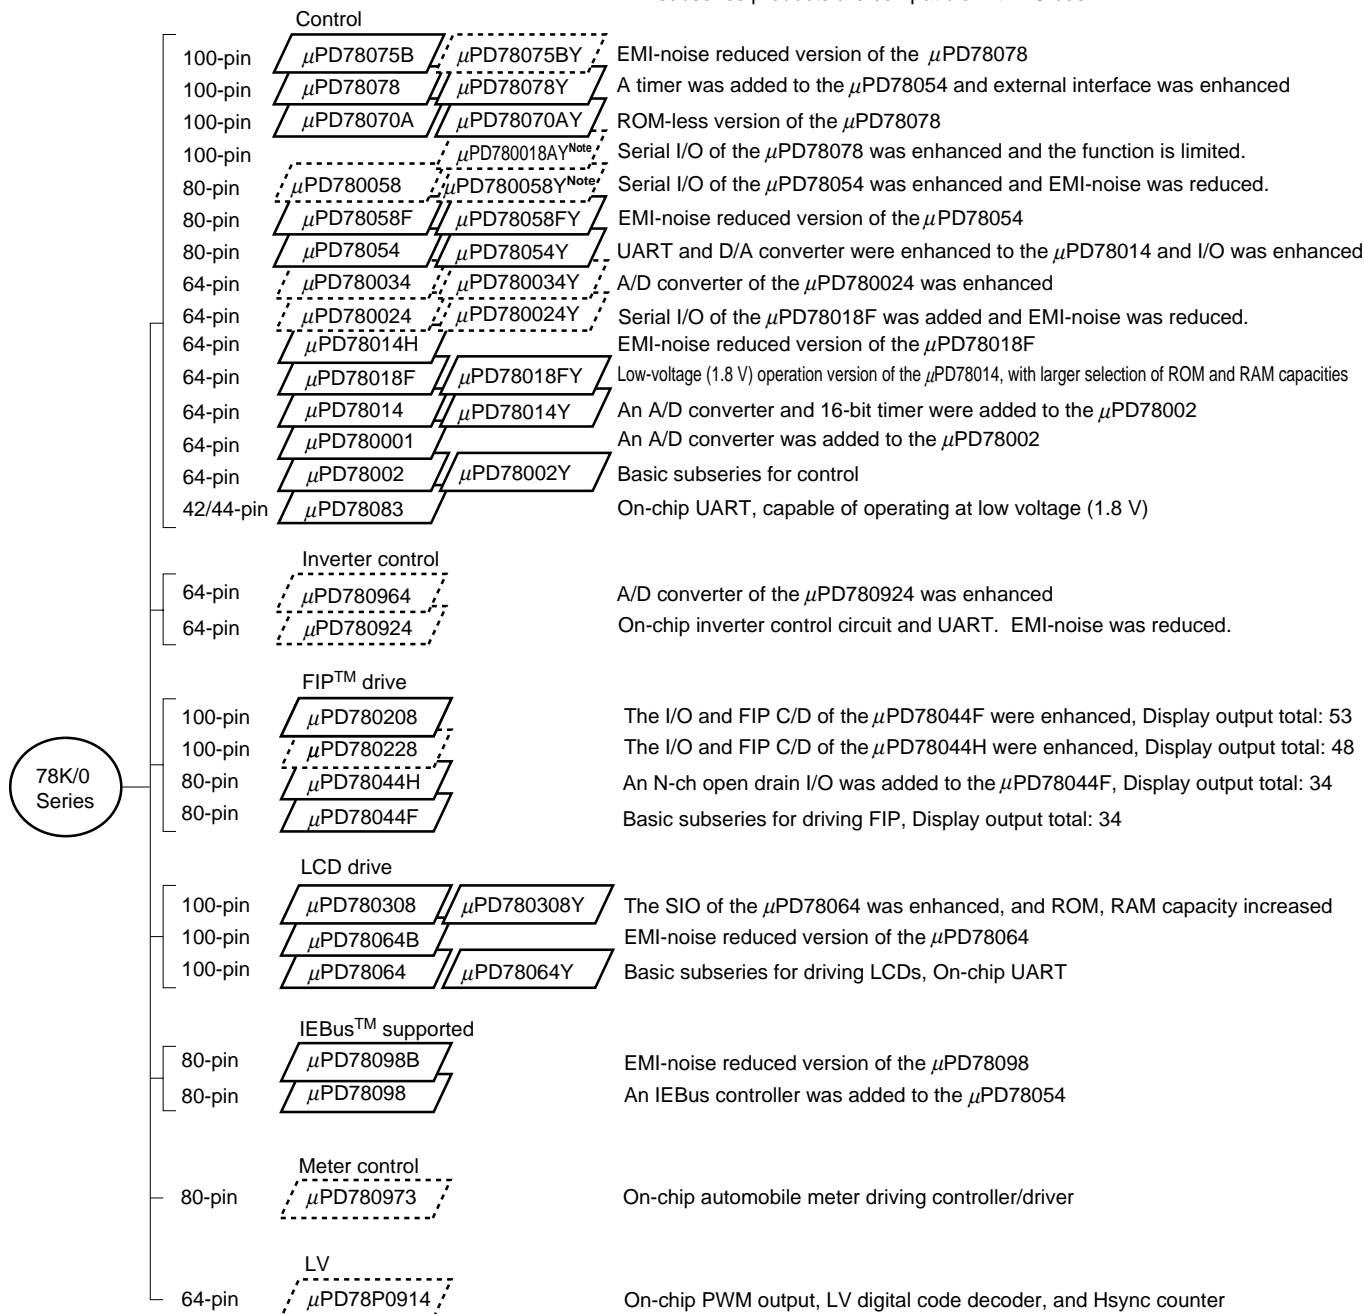 Control
100-pin μPD78075B μPD78075BY EMI-noise reduced version of the μPD78078
100-pin μPD78078 μPD78078Y A timer was added to the μPD78054 and external interface was enhanced
100-pin μPD78070A μPD78070AY ROM-less version of the μPD78078
100-pin μPD780018AYNote Serial I/O of the μPD78078 was enhanced and the function is limited.
80-pin μPD780058 μPD780058YNote Serial I/O of the μPD78054 was enhanced and EMI-noise was reduced.
80-pin μPD78058F μPD78058FY EMI-noise reduced version of the μPD78054
80-pin μPD78054 μPD78054Y UART and D/A converter were enhanced to the μPD78014 and I/O was enhanced
64-pin μPD780034 μPD780034Y A/D converter of the μPD780024 was enhanced
64-pin μPD780024 μPD780024Y Serial I/O of the μPD78018F was added and EMI-noise was reduced.
64-pin μPD78014H EMI-noise reduced version of the μPD78018F
64-pin μPD78018F μPD78018FY Low-voltage (1.8 V) operation version of the μPD78014, with larger selection of ROM and RAM capacities
64-pin μPD78014 μPD78014Y An A/D converter and 16-bit timer were added to the μPD78002
64-pin μPD780001 An A/D converter was added to the μPD78002
64-pin μPD78002 μPD78002Y Basic subseries for control
42/44-pin μPD78083 On-chip UART, capable of operating at low voltage (1.8 V)
Inverter control
64-pin μPD780964 A/D converter of the μPD780924 was enhanced
64-pin μPD780924 On-chip inverter control circuit and UART. EMI-noise was reduced.
FIP™ drive
100-pin μPD780208 The I/O and FIP C/D of the μPD78044F were enhanced, Display output total: 53
100-pin μPD780228 The I/O and FIP C/D of the μPD78044H were enhanced, Display output total: 48
80-pin μPD78044H An N-ch open drain I/O was added to the μPD78044F, Display output total: 34
80-pin μPD78044F Basic subseries for driving FIP, Display output total: 34
78K/0
Series
LCD drive
100-pin μPD780308 μPD780308Y The SIO of the μPD78064 was enhanced, and ROM, RAM capacity increased
100-pin μPD78064B EMI-noise reduced version of the μPD78064
100-pin μPD78064 μPD78064Y Basic subseries for driving LCDs, On-chip UART
IEBus™ supported
80-pin μPD78098B EMI-noise reduced version of the μPD78098
80-pin μPD78098 An IEBus controller was added to the μPD78054
Meter control
80-pin μPD780973 On-chip automobile meter driving controller/driver
LV
64-pin μPD78P0914 On-chip PWM output, LV digital code decoder, and Hsync counter